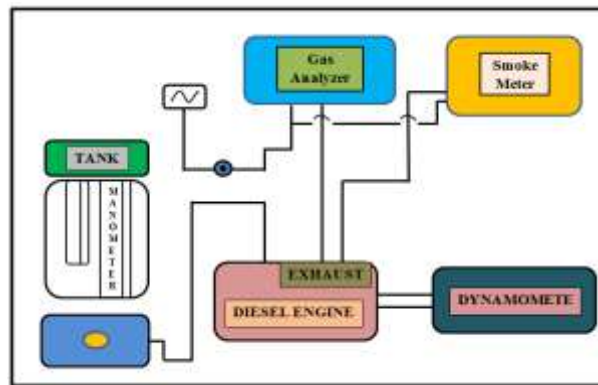 Gas
Analyzer
Smoke
Meter
TANK
MANOMETER
EXHAUST
DIESEL ENGINE
DYNAMOMETE